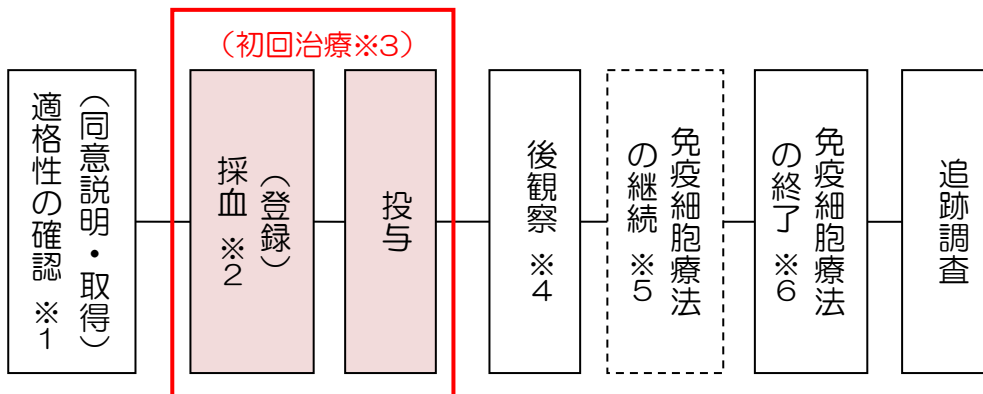 （初回治療※3）
（同意説明・取得）
適格性の確認 ※1
（登録）
採血 ※2
投与
後観察 ※4
免疫細胞療法
の継続 ※5
免疫細胞療法
の終了 ※6
追跡調査